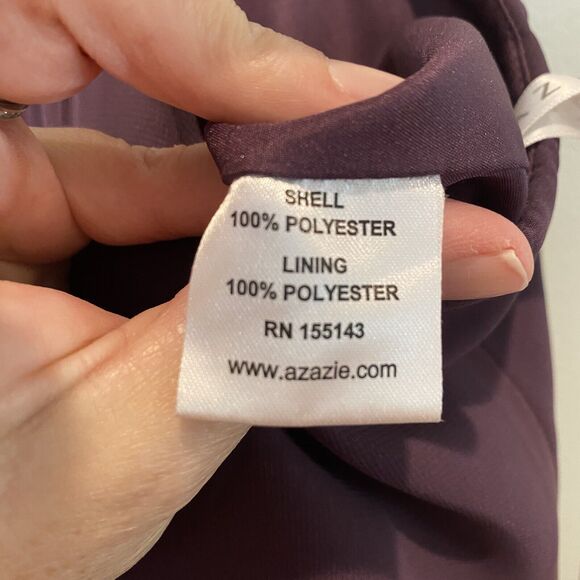 SHELL
100% POLYESTER
LINING
100% POLYESTER
RN 155143
www.azazie.com